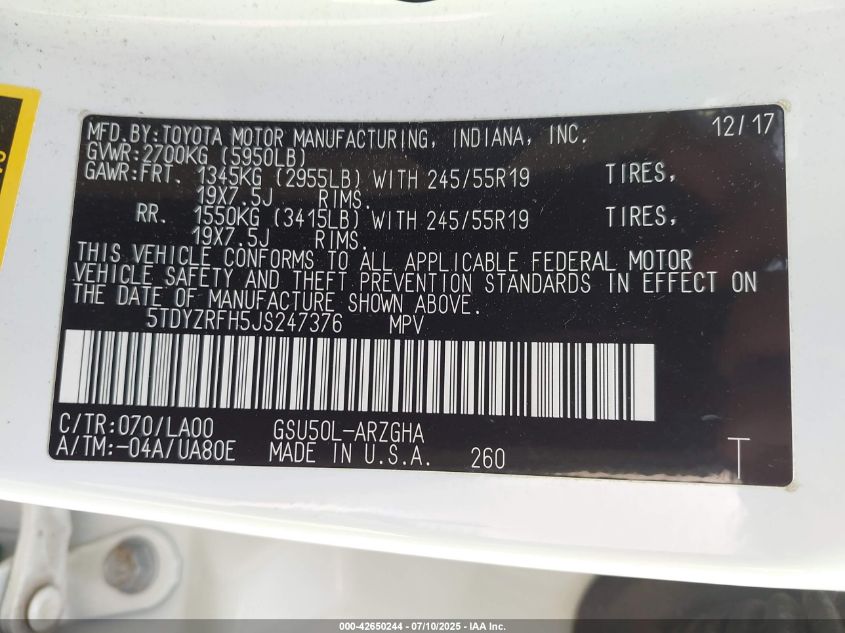 MFD.BY:TOYOTA MOTOR MANUFACTURING, INDIANA, INC. 12/17
GVWR:2700KG (5950LB)
GAWR:FRT. 1345KG (2955LB) WITH 245/55R19 TIRES,
19X7.5J RIMS.
RR. 1550KG (3415LB) WITH 245/55R19 TIRES,
19X7.5J RIMS.
THIS VEHICLE CONFORMS TO ALL APPLICABLE FEDERAL MOTOR
VEHICLE SAFETY AND THEFT PREVENTION STANDARDS IN EFFECT ON
THE DATE OF MANUFACTURE SHOWN ABOVE.
5TDYZRFH5JS247376 MPV
C/TR:070/LA00 GSU50L-ARZGHA
A/TM:-04A/UA80E MADE IN U.S.A. 260 T
000-42650244 - 07/10/2025 - IAA Inc.